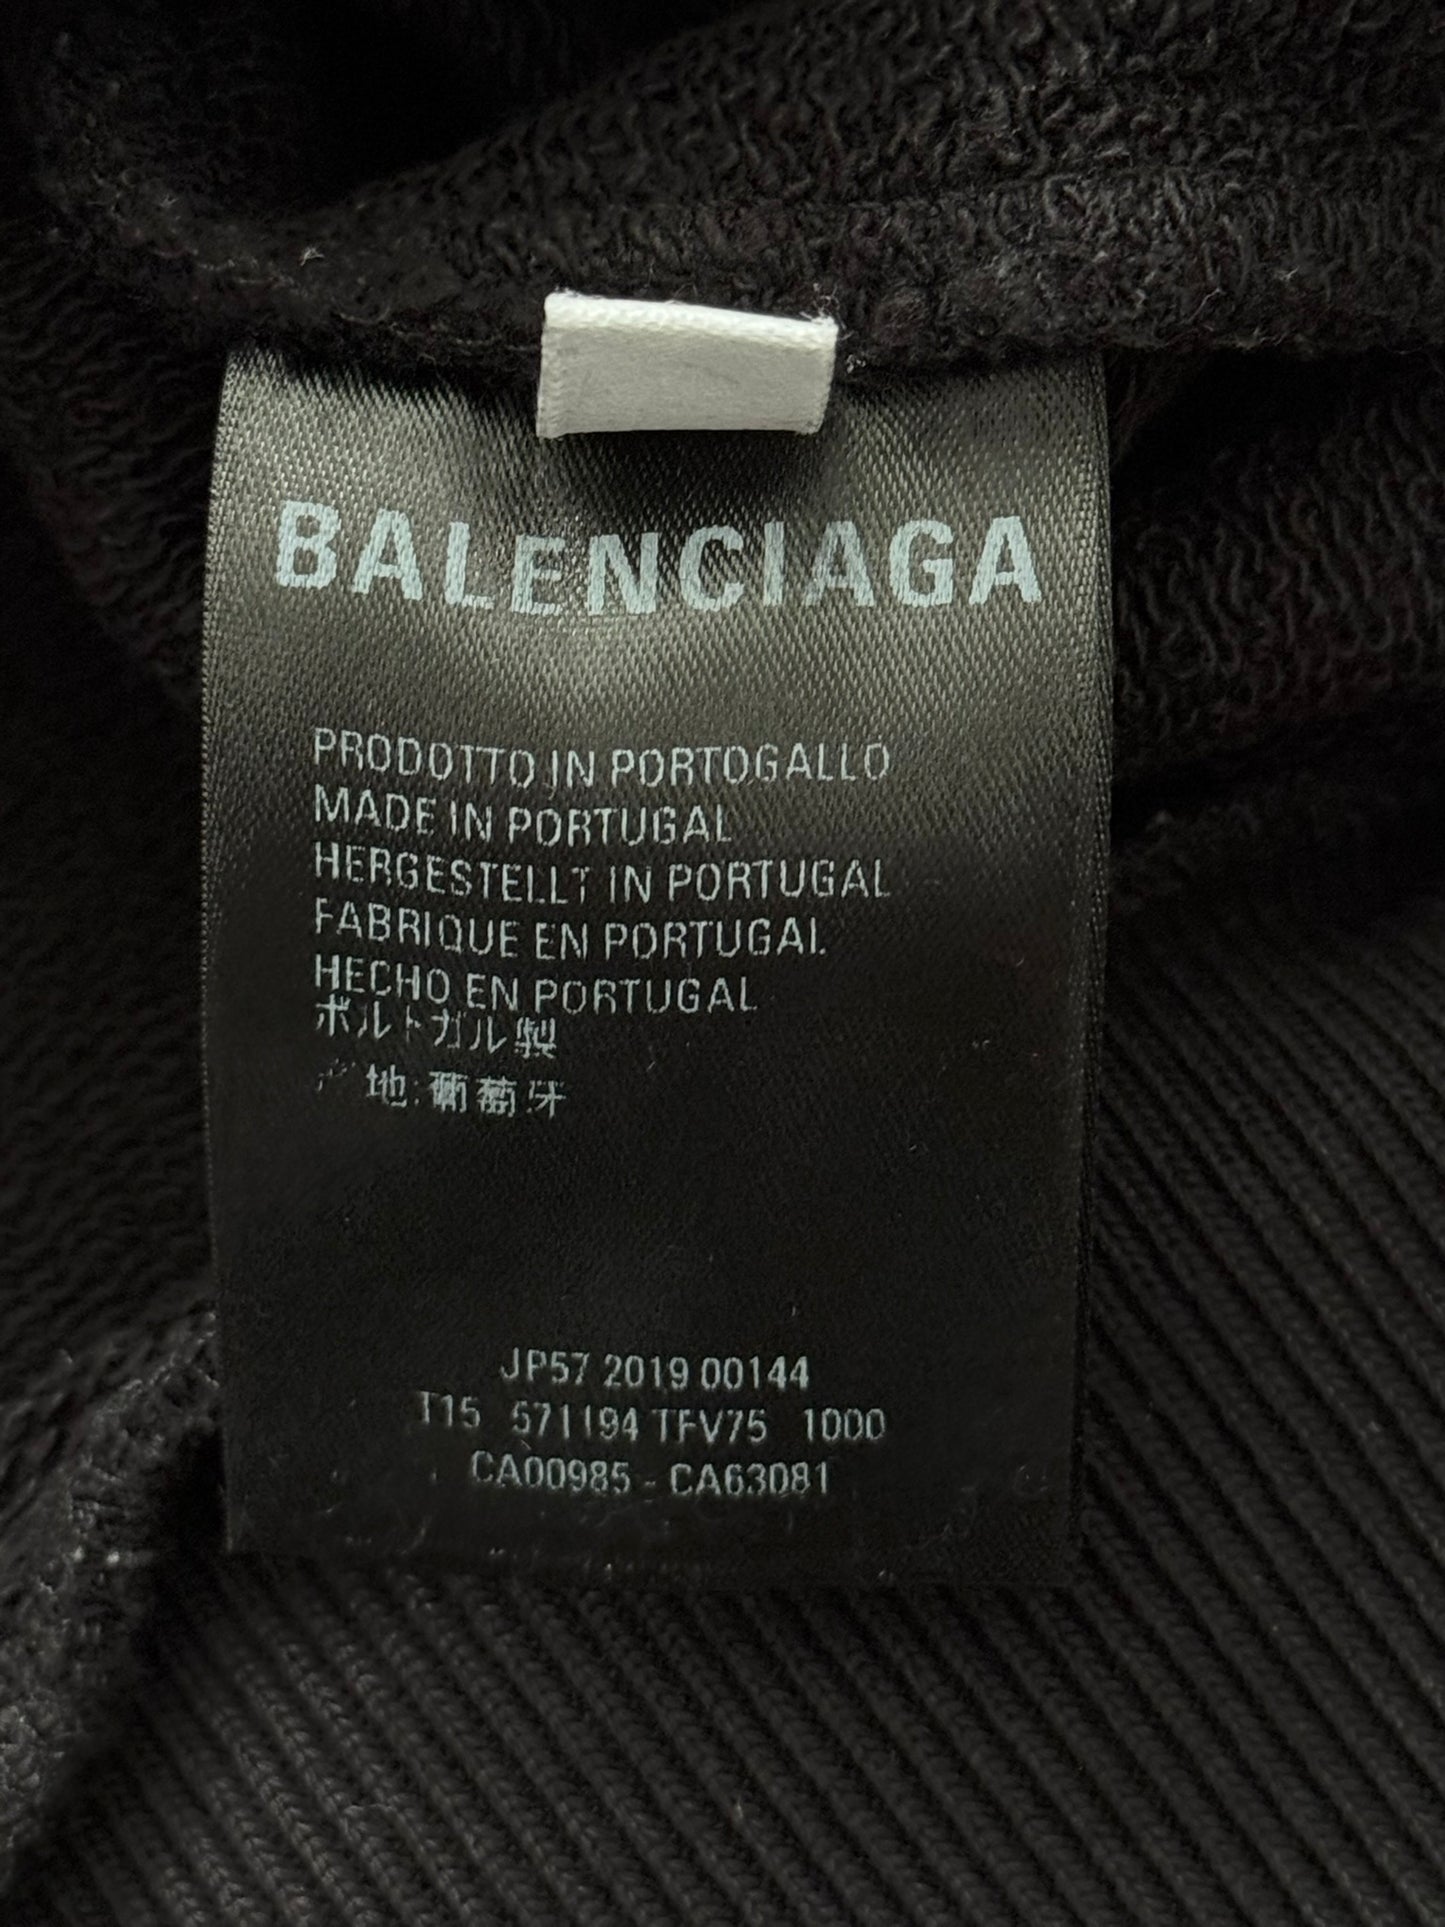 BALENCIAGA
PRODOTTO IN PORTOGALLO
MADE IN PORTUGAL
HERGESTELLT IN PORTUGAL
FABRIQUE EN PORTUGAL
HECHO EN PORTUGAL
ポルトガル製
产地:葡萄牙
JP57 2019 00144
T15 571194 TFV75 1000
CA00985 - CA63081